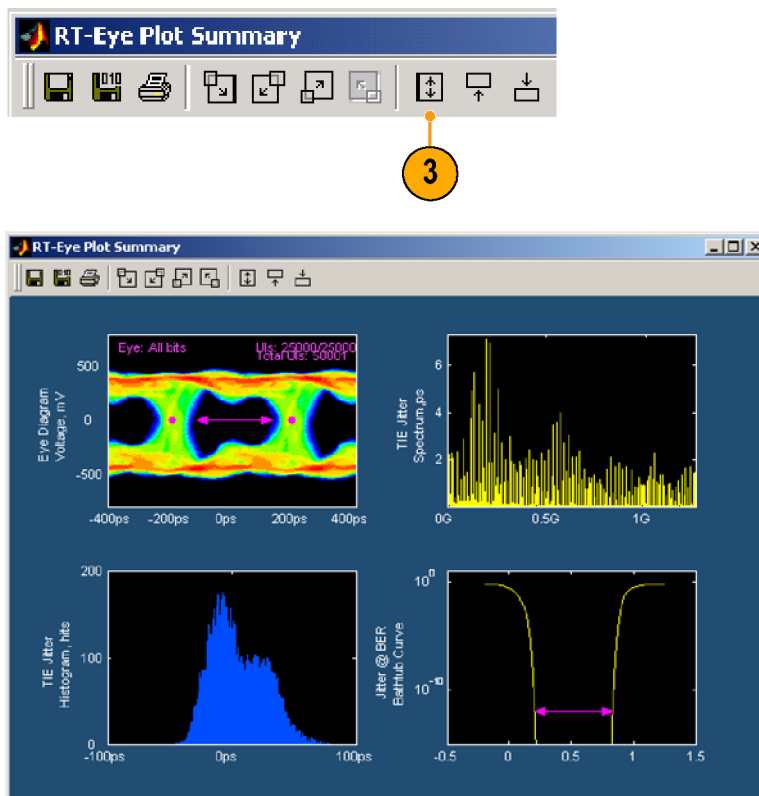 RT-Eye Plot Summary
010
3
RT-Eye Plot Summary
010
Eye: All bits
UIs: 25000/25000
Total UIs: 50001
Eye Diagram
Voltage, mV
500
0
-500
-400ps -200ps 0ps 200ps 400ps
TIE Jitter
Spectrum,ps
6
4
2
0G 0.5G 1G
TIE Jitter
Histogram, hits
200
100
0
-100ps 0ps 100ps
Jitter @ BER
Bathtub Curve
10^0
10^-10
-0.5 0 0.5 1 1.5